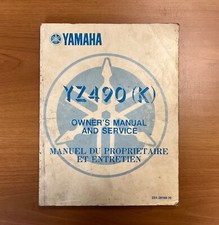 YAMAHA
YZ490(K)
OWNER'S MANUAL
AND SERVICE
MANUEL DU PROPRIETAIRE
ET ENTRETIEN